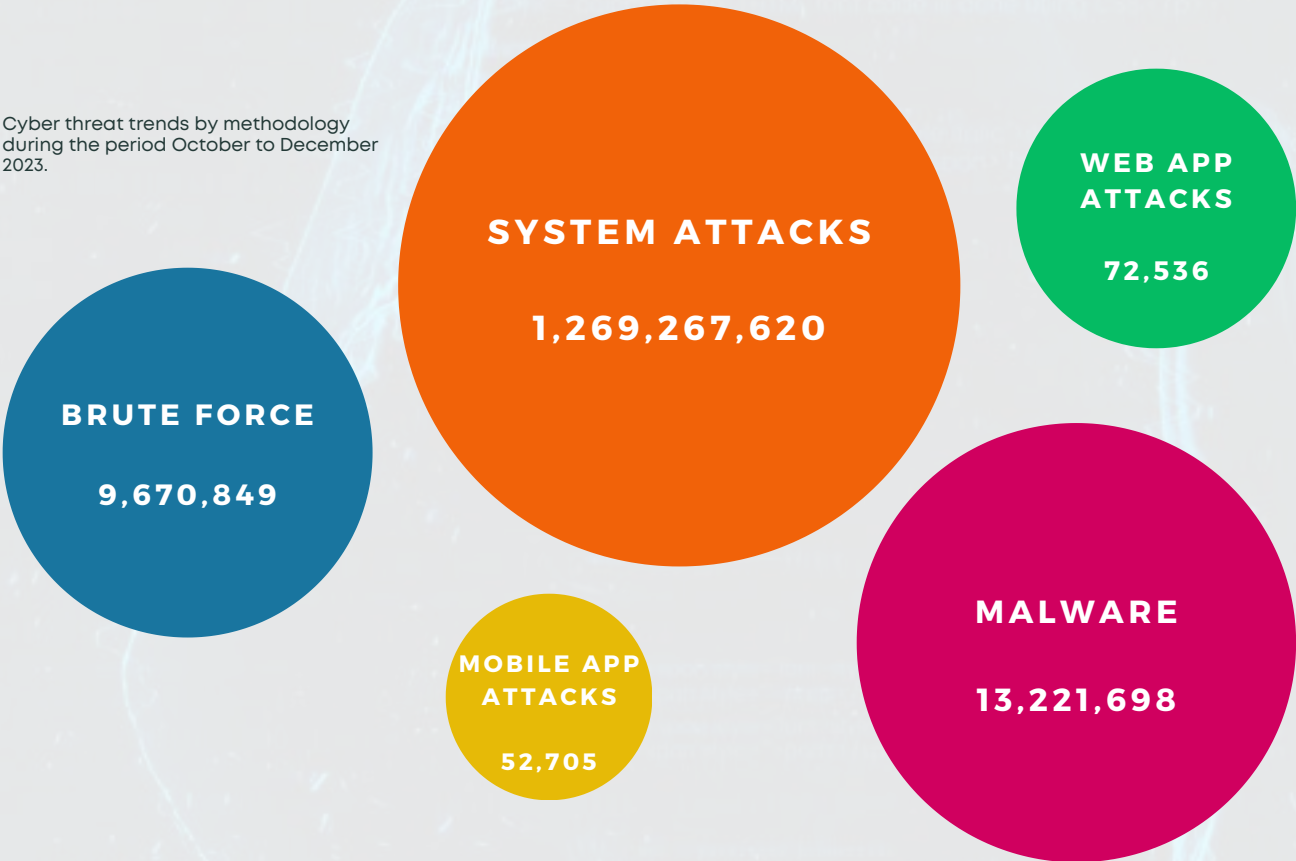 Cyber threat trends by methodology
during the period October to December
2023.
SYSTEM ATTACKS
1,269,267,620
WEB APP
ATTACKS
72,536
BRUTE FORCE
9,670,849
MOBILE APP
ATTACKS
52,705
MALWARE
13,221,698